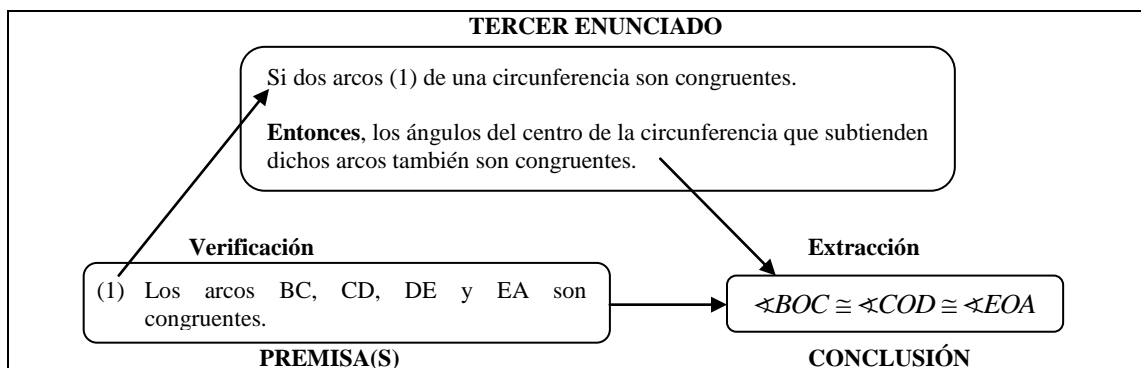 TERCER ENUNCIADO
Si dos arcos (1) de una circunferencia son congruentes.
Entonces, los ángulos del centro de la circunferencia que subtienden
dichos arcos también son congruentes.
Verificación
Extracción
(1) Los arcos BC, CD, DE y EA son
congruentes.
∢BOC ≅ ∢COD ≅ ∢EOA
PREMISA(S)
CONCLUSIÓN